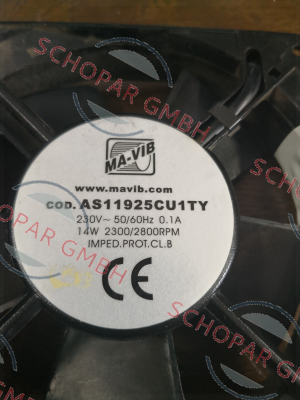 SCHOPAR GMBH
MA-VIB
www.mavib.com
COD. AS11925CU1TY
230V~ 50/60Hz 0.1A
14W 2300/2800RPM
IMPED.PROT.CL.B
CE
SCHOPAR GMBH
SCHOPAR GMBH